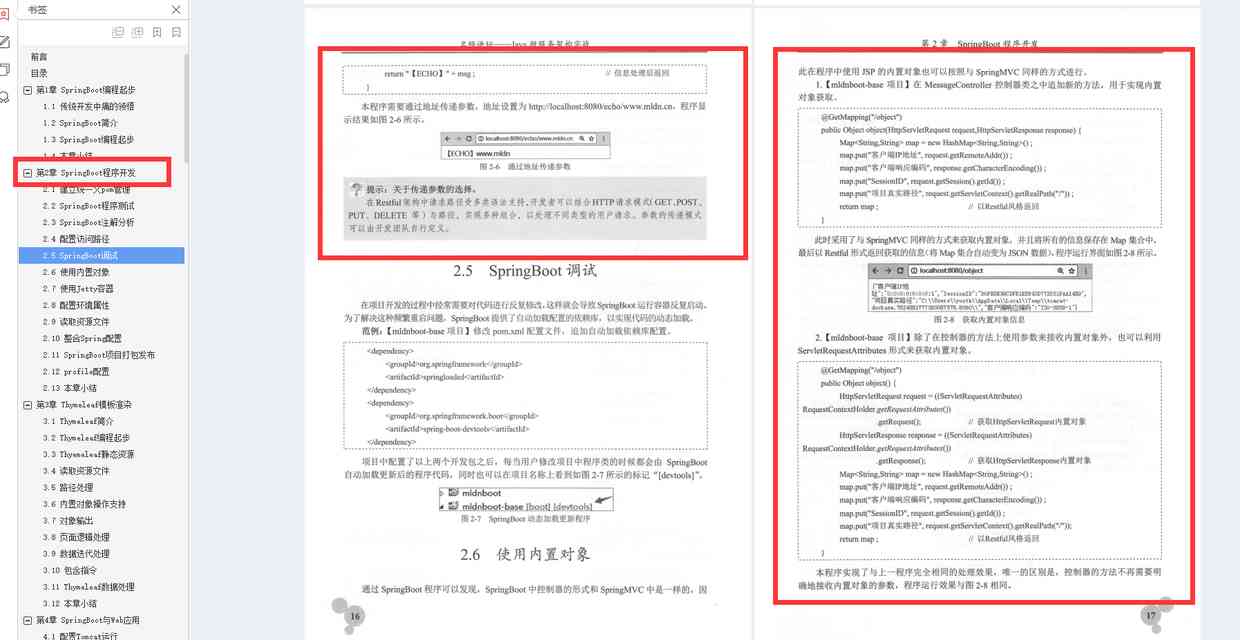 书签
前言
目录
第1章 SpringBoot编程起步
1.1 传统开发中痛的领悟
1.2 SpringBoot简介
1.3 SpringBoot编程起步
1.4 本章小结
第2章 SpringBoot程序开发
2.1 建立统一父pom管理
2.2 SpringBoot程序测试
2.3 SpringBoot注解分析
2.4 配置访问路径
2.5 SpringBoot调试
2.6 使用内置对象
2.7 使用Jetty容器
2.8 配置环境属性
2.9 读取资源文件
2.10 整合Spring配置
2.11 SpringBoot项目打包发布
2.12 profile配置
2.13 本章小结
第3章 Thymeleaf模板渲染
3.1 Thymeleaf简介
3.2 Thymeleaf编程起步
3.3 Thymeleaf静态资源
3.4 读取资源文件
3.5 路径处理
3.6 内置对象操作支持
3.7 对象输出
3.8 页面逻辑处理
3.9 数据迭代处理
3.10 包含指令
3.11 Thymeleaf数据处理
3.12 本章小结
第4章 SpringBoot与Web应用
4.1 配置Tomcat运行
名师讲坛——Java 微服务架构实战
return "【ECHO】" + msg ; // 信息处理后返回
}
本程序需要通过地址传递参数，地址设置为 http://localhost:8080/echo/www.mldn.cn，程序显
示结果如图 2-6 所示。
localhost:8080/echo/www.mldn.cn
【ECHO】www.mldn
图 2-6 通过地址传递参数
提示：关于传递参数的选择。
在 Restful 架构中请求路径受多类语法支持，开发者可以结合 HTTP 请求模式（ GET 、POST、
PUT、DELETE 等）与路径，实现多种组合，以处理不同类型的用户请求。参数的传递模式
可以由开发团队自行定义。
2.5 SpringBoot 调试
在项目开发的过程中经常需要对代码进行反复修改，这样就会导致 SpringBoot 运行容器反复启动。
为了解决这种频繁重启问题，SpringBoot 提供了自动加载配置的依赖库，以实现代码的动态加载。
范例：【mldnboot-base 项目】修改 pom.xml 配置文件，追加自动加载依赖库配置。
<dependency>
<groupId>org.springframework</groupId>
<artifactId>springloaded</artifactId>
</dependency>
<dependency>
<groupId>org.springframework.boot</groupId>
<artifactId>spring-boot-devtools</artifactId>
</dependency>
项目中配置了以上两个开发包之后，每当用户修改项目中程序类的时候都会由 SpringBoot
自动加载更新后的程序代码，同时也可以在项目名称上看到如图 2-7 所示的标记“[devtools]”。
mldnboot
mldnboot-base [boot] [devtools]
图 2-7 SpringBoot 动态加载更新程序
2.6 使用内置对象
通过 SpringBoot 程序可以发现，SpringBoot 中控制器的形式和 SpringMVC 中是一样的，因
16
第 2 章 SpringBoot 程序开发
此在程序中使用 JSP 的内置对象也可以按照与 SpringMVC 同样的方式进行。
1.【mldnboot-base 项目】在 MessageController 控制器类之中追加新的方法，用于实现内置
对象获取。
@GetMapping("/object")
public Object object(HttpServletRequest request,HttpServletResponse response) {
Map<String,String> map = new HashMap<String,String>() ;
map.put("客户端IP地址", request.getRemoteAddr()) ;
map.put("客户端响应编码", response.getCharacterEncoding()) ;
map.put("SessionID", request.getSession().getId()) ;
map.put("项目真实路径", request.getServletContext().getRealPath("/")) ;
return map ; // 以Restful风格返回
}
此时采用了与 SpringMVC 同样的方式来获取内置对象，并且将所有的信息保存在 Map 集合中，
最后以 Restful 形式返回获取的信息（将 Map 集合自动变为 JSON 数据），程序运行界面如图 2-8 所示。
localhost:8080/object
图 2-8 获取内置对象信息
2.【mldnboot-base 项目】除了在控制器的方法上使用参数来接收内置对象外，也可以利用
ServletRequestAttributes 形式来获取内置对象。
@GetMapping("/object")
public Object object() {
HttpServletRequest request = ((ServletRequestAttributes)
RequestContextHolder.getRequestAttributes())
.getRequest(); // 获取HttpServletRequest内置对象
HttpServletResponse response = ((ServletRequestAttributes)
RequestContextHolder.getRequestAttributes())
.getResponse(); // 获取HttpServletResponse内置对象
Map<String,String> map = new HashMap<String,String>() ;
map.put("客户端IP地址", request.getRemoteAddr()) ;
map.put("客户端响应编码", response.getCharacterEncoding()) ;
map.put("SessionID", request.getSession().getId()) ;
map.put("项目真实路径", request.getServletContext().getRealPath("/"));
return map ; // 以Restful风格返回
}
本程序实现了与上一程序完全相同的处理效果，唯一的区别是，控制器的方法不再需要明
确地接收内置对象的参数，程序运行效果与图 2-8 相同。
17